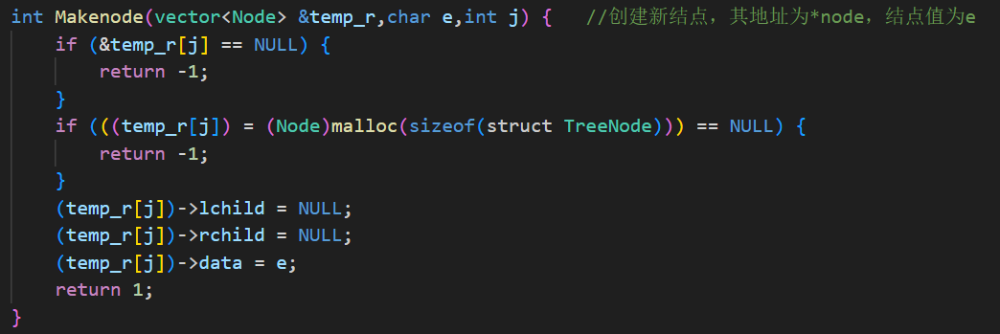 int Makenode(vector<Node> &temp_r,char e,int j) {   //创建新结点，其地址为*node，结点值为e
    if (&temp_r[j] == NULL) {
        return -1;
    }
    if (((temp_r[j]) = (Node)malloc(sizeof(struct TreeNode))) == NULL) {
        return -1;
    }
    (temp_r[j])->lchild = NULL;
    (temp_r[j])->rchild = NULL;
    (temp_r[j])->data = e;
    return 1;
}